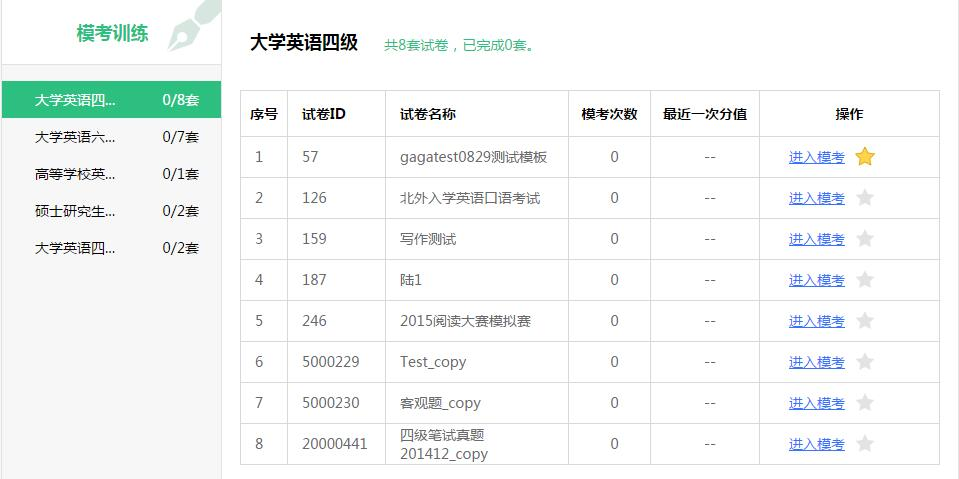 模考训练
大学英语四级 共8套试卷，已完成0套。
大学英语四... 0/8套
大学英语六... 0/7套
高等学校英... 0/1套
硕士研究生... 0/2套
大学英语四... 0/2套
序号 试卷ID 试卷名称 模考次数 最近一次分值 操作
1 57 gagatest0829测试模板 0 -- 进入模考
2 126 北外入学英语口语考试 0 -- 进入模考
3 159 写作测试 0 -- 进入模考
4 187 陆1 0 -- 进入模考
5 246 2015阅读大赛模拟赛 0 -- 进入模考
6 5000229 Test_copy 0 -- 进入模考
7 5000230 客观题_copy 0 -- 进入模考
8 20000441 四级笔试真题 0 -- 进入模考
201412_copy